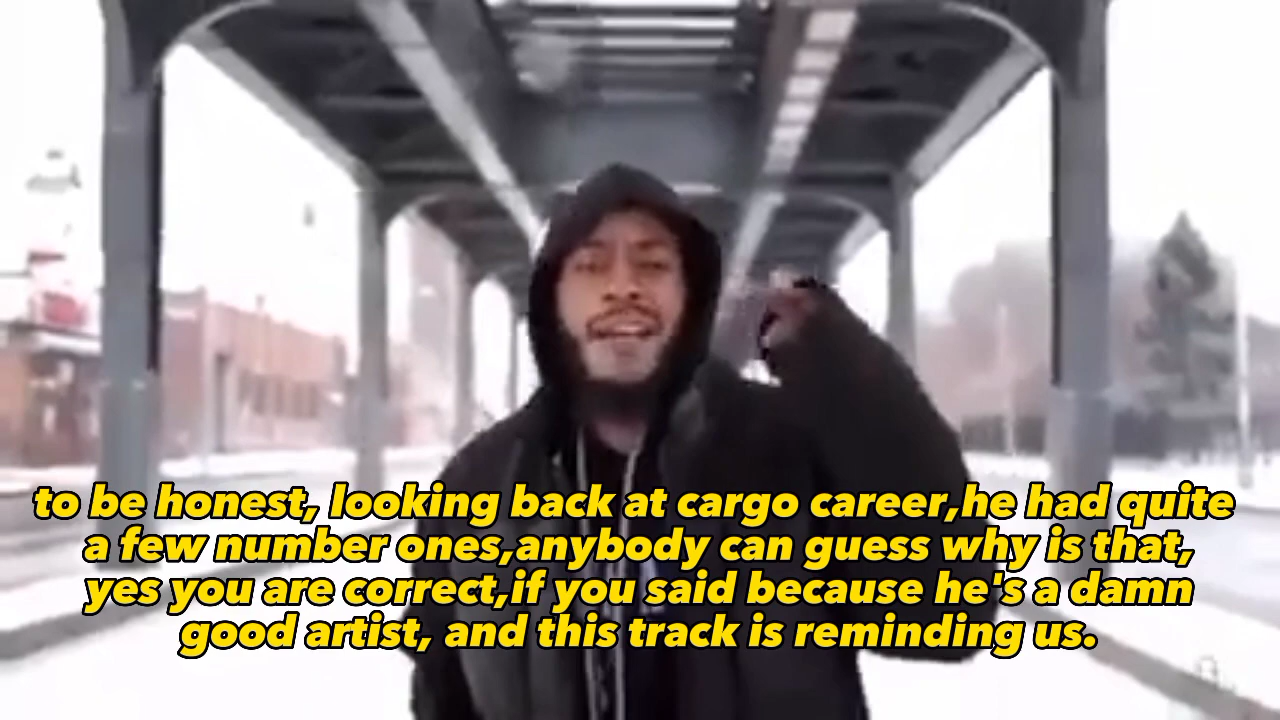 to be honest, looking back at cargo career,he had quite
a few number ones,anybody can guess why is that,
yes you are correct,if you said because he's a damn
good artist, and this track is reminding us.